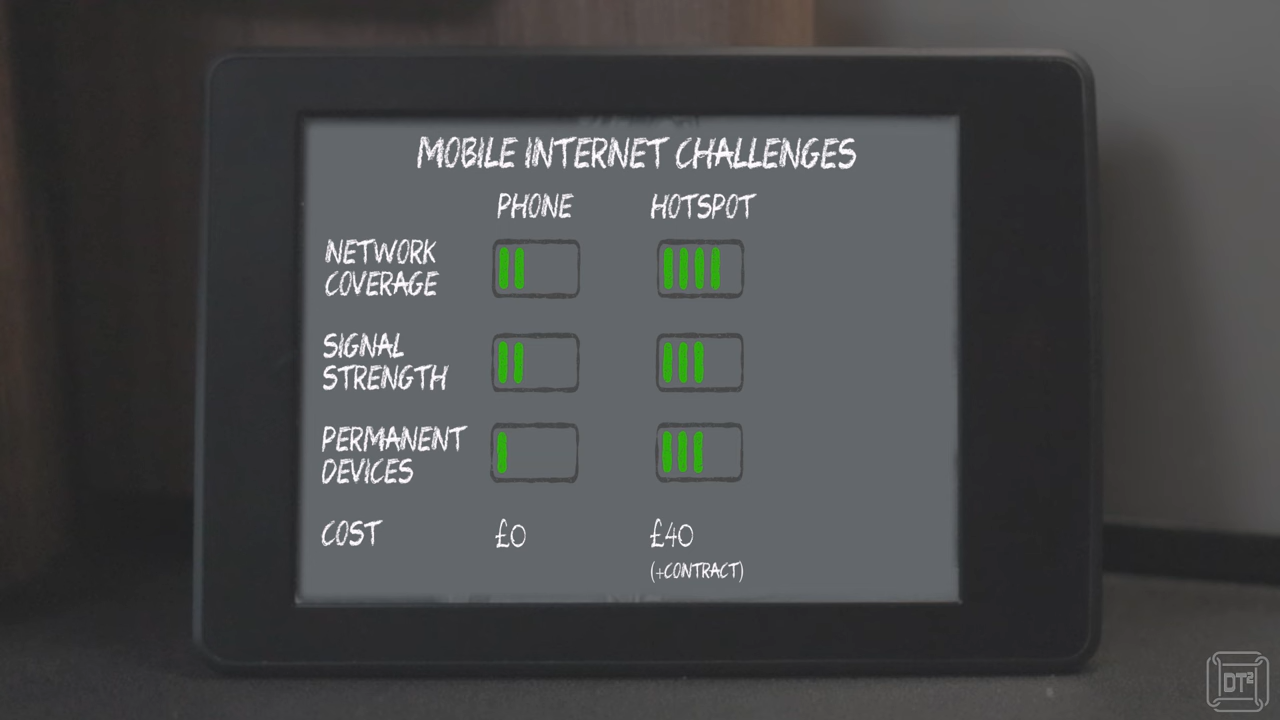 MOBILE INTERNET CHALLENGES
PHONE HOTSPOT
NETWORK
COVERAGE
SIGNAL
STRENGTH
PERMANENT
DEVICES
COST £0 £40
(+CONTRACT)
DT²